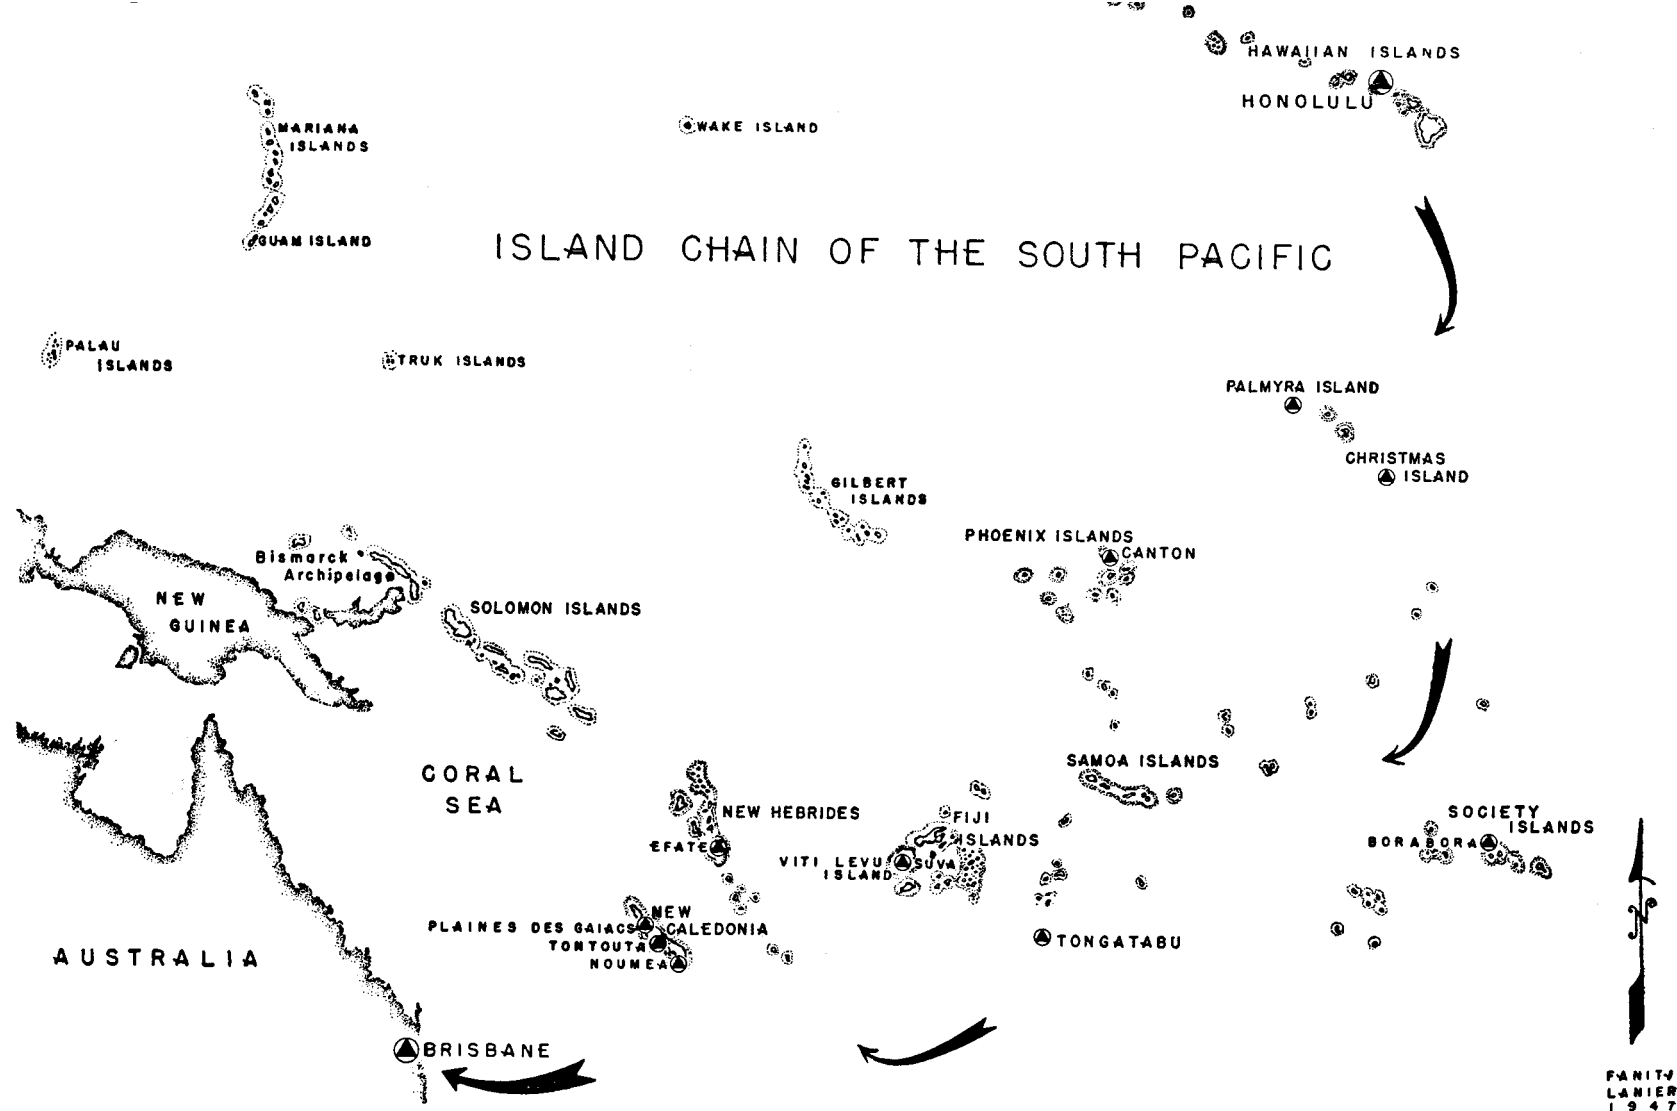 HAWAIIAN ISLANDS
HONOLULU
MARIANA
ISLANDS
WAKE ISLAND
GUAM ISLAND
ISLAND CHAIN OF THE SOUTH PACIFIC
PALAU
ISLANDS
TRUK ISLANDS
PALMYRA ISLAND
CHRISTMAS
ISLAND
GILBERT
ISLANDS
PHOENIX ISLANDS
CANTON
Bismarck
Archipelago
NEW
GUINEA
SOLOMON ISLANDS
CORAL
SEA
SAMOA ISLANDS
NEW HEBRIDES
EFATE
FIJI
ISLANDS
VITI LEVU
ISLAND
SUVA
SOCIETY
ISLANDS
BORABORA
NEW
CALEDONIA
PLAINES DES GAIACS
TONTOUTA
NOUMEA
TONGATABU
AUSTRALIA
BRISBANE
N
FANITA
LANIER
1947